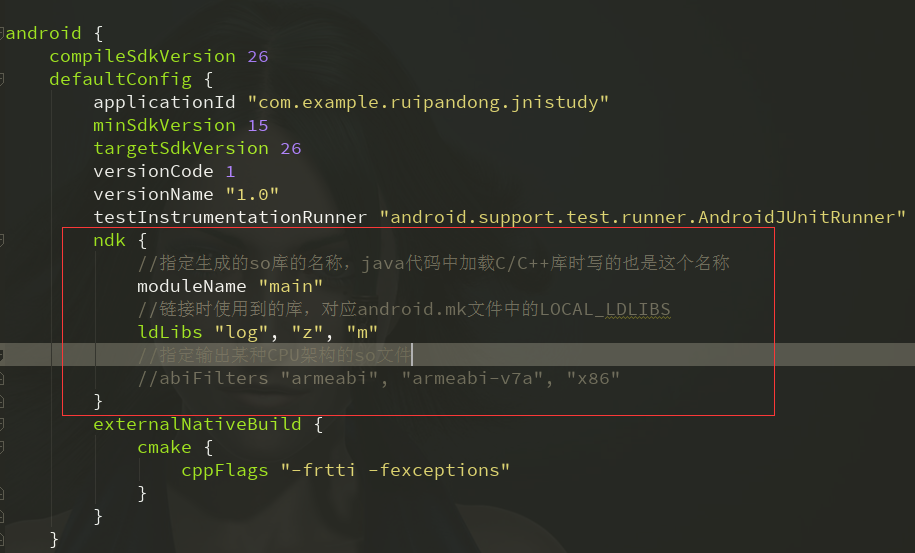 android {
compileSdkVersion 26
defaultConfig {
applicationId "com.example.ruipandong.jnistudy"
minSdkVersion 15
targetSdkVersion 26
versionCode 1
versionName "1.0"
testInstrumentationRunner "android.support.test.runner.AndroidJUnitRunner"
ndk {
//指定生成的so库的名称，java代码中加载C/C++库时写的也是这个名称
moduleName "main"
//链接时使用到的库，对应android.mk文件中的LOCAL_LDLIBS
ldLibs "log", "z", "m"
//指定输出某种CPU架构的so文件
//abiFilters "armeabi", "armeabi-v7a", "x86"
}
externalNativeBuild {
cmake {
cppFlags "-frtti -fexceptions"
}
}
}